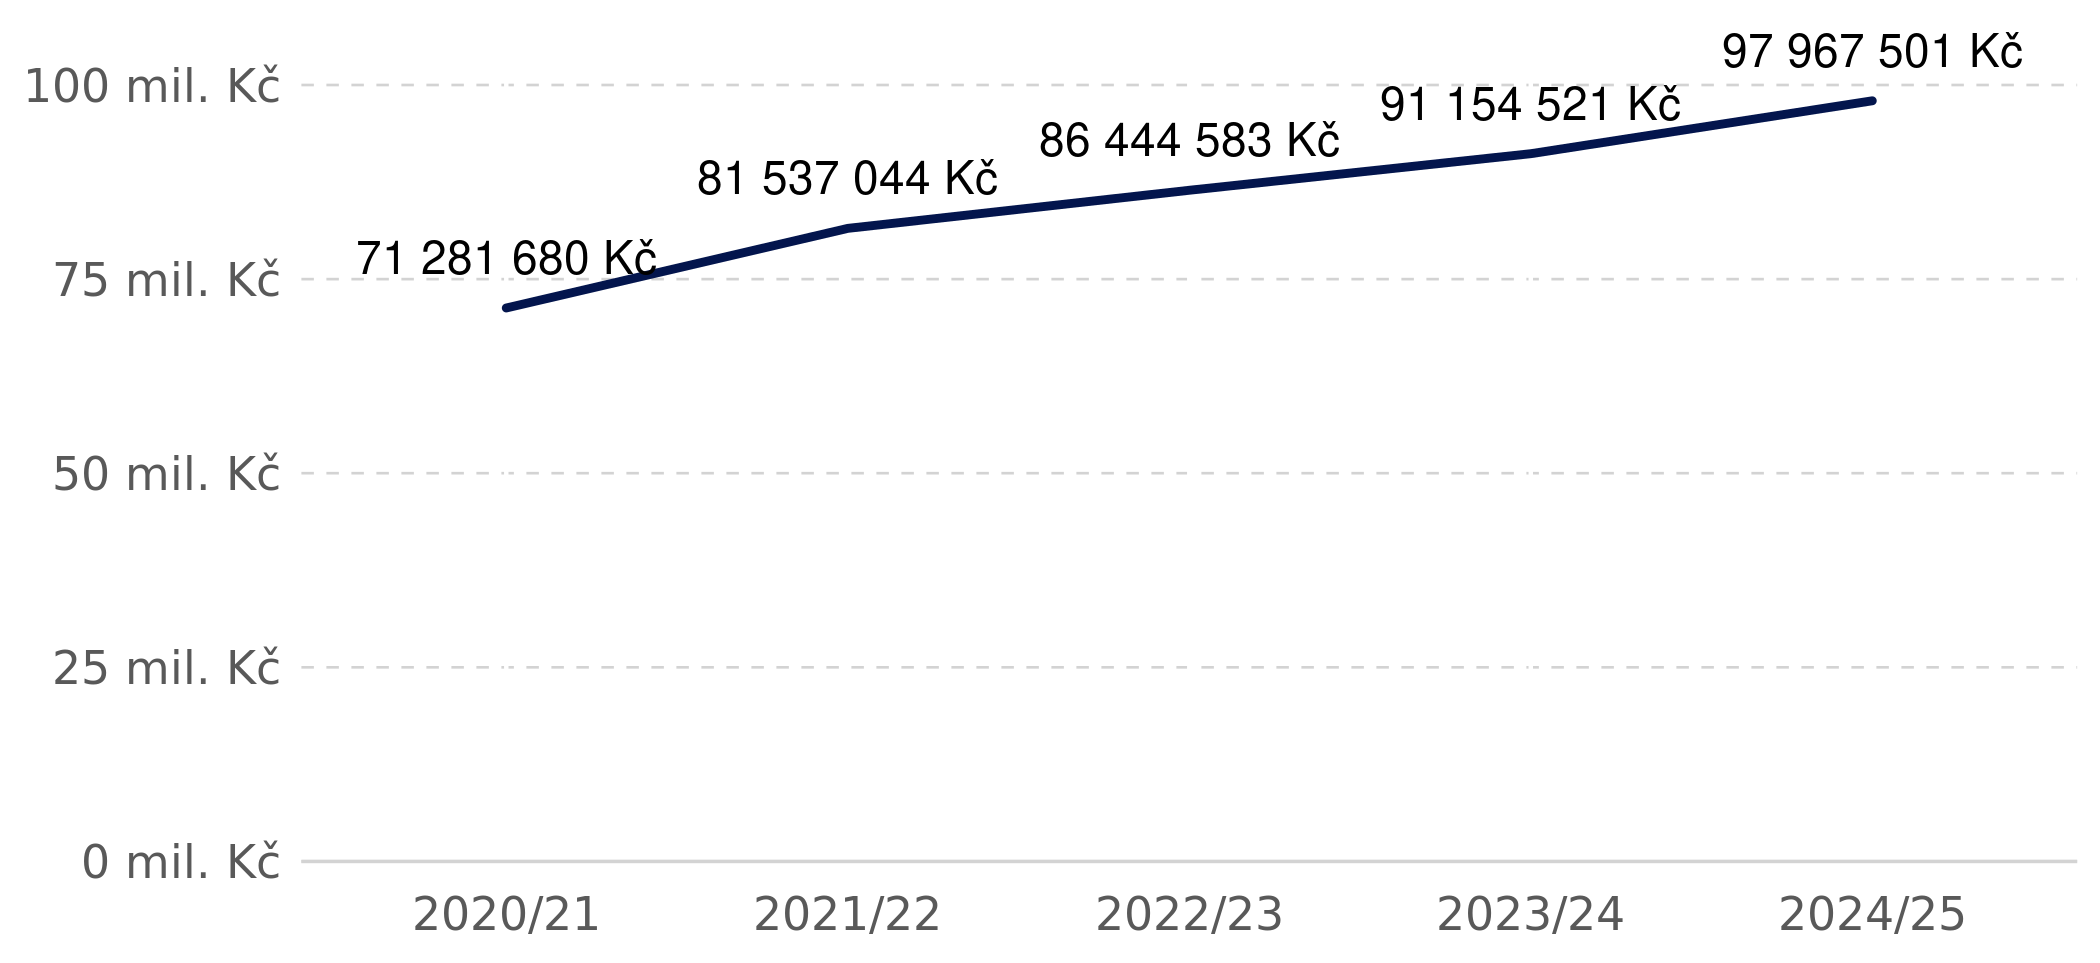 97 967 501 Kč
100 mil. Kč
91 154 521 Kč
86 444 583 Kč
81 537 044 Kč
71 281 680 Kč
75 mil. Kč
50 mil. Kč
25 mil. Kč
0 mil. Kč
2020/21 2021/22 2022/23 2023/24 2024/25